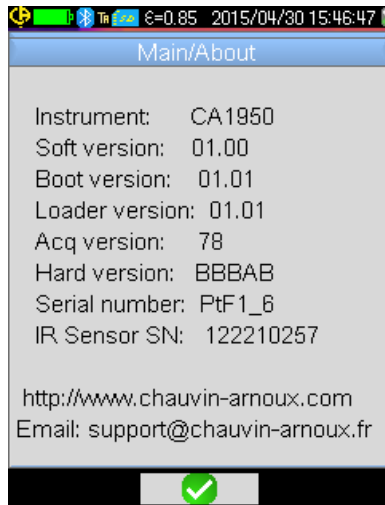 TR SD ε=0.85 2015/04/30 15:46:47
Main/About
Instrument: CA1950
Soft version: 01.00
Boot version: 01.01
Loader version: 01.01
Acq version: 78
Hard version: BBBAB
Serial number: PtF1_6
IR Sensor SN: 122210257
http://www.chauvin-arnoux.com
Email: support@chauvin-arnoux.fr